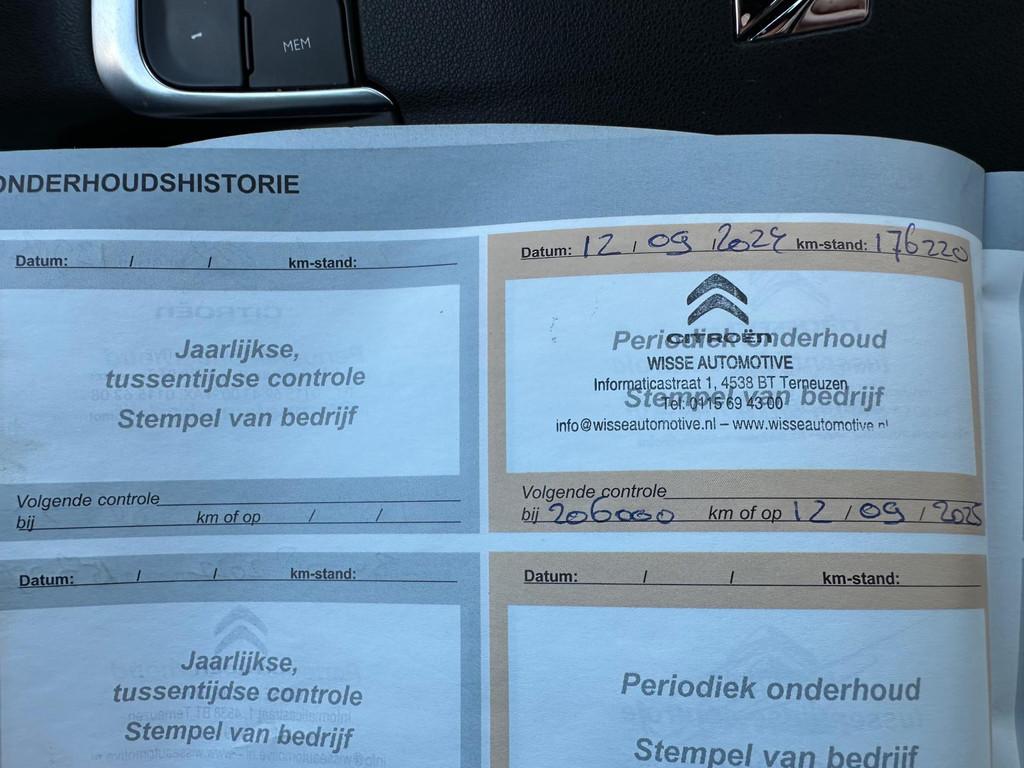 MEM
ONDERHOUDSHISTORIE
Datum: / / km-stand:
Jaarlijkse,
tussentijdse controle
Stempel van bedrijf
Volgende controle
bij km of op / /
Datum: 12 / 09 / 2024 km-stand: 176220
CITROËN
Periodiek onderhoud
WISSE AUTOMOTIVE
Informaticastraat 1, 4538 BT Terneuzen
Stempel van bedrijf
Tel: 0115 69 43 00
info@wisseautomotive.nl – www.wisseautomotive.nl
Volgende controle
bij 206000 km of op 12 / 09 / 2025
Datum: / / km-stand:
Jaarlijkse,
tussentijdse controle
Stempel van bedrijf
Datum: / / km-stand:
Periodiek onderhoud
Stempel van bedrijf